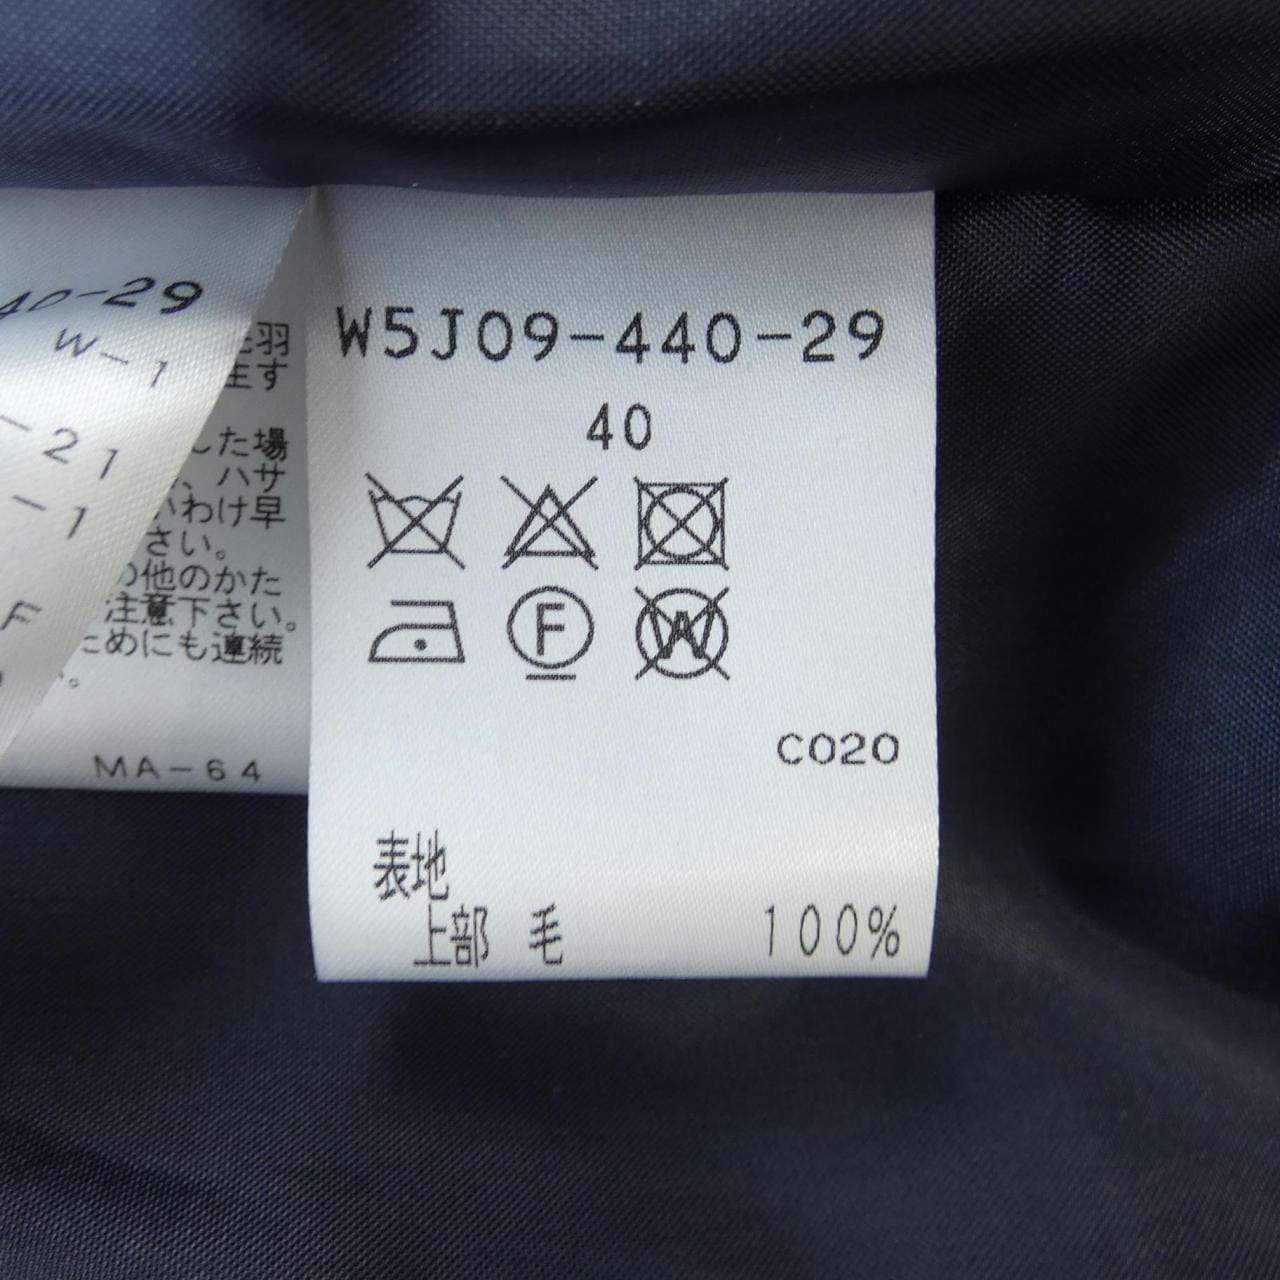 W5J09-440-29
40
F
W
C020
表地
上部 毛 100%
40-29
W-1
-21
-1
F
羽
生す
した場
、ハサ
いわけ早
さい。
の他のかた
注意下さい。
ためにも連続
。
MA-64